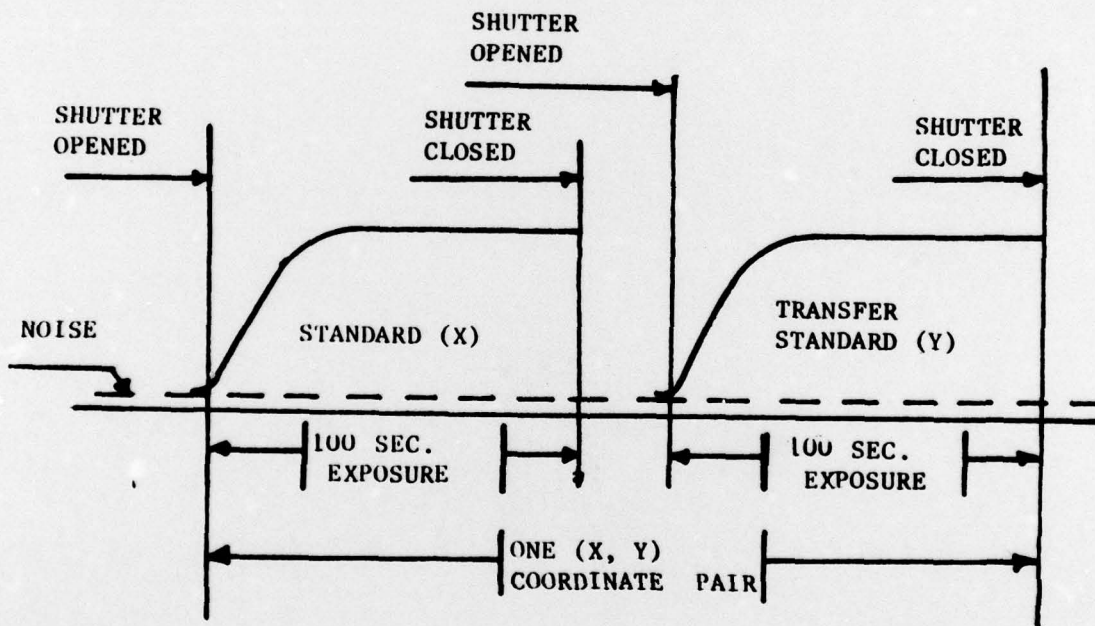 SHUTTER
OPENED
SHUTTER
OPENED
SHUTTER
CLOSED
SHUTTER
CLOSED
NOISE
STANDARD (X)
TRANSFER
STANDARD (Y)
100 SEC.
EXPOSURE
100 SEC.
EXPOSURE
ONE (X, Y)
COORDINATE PAIR